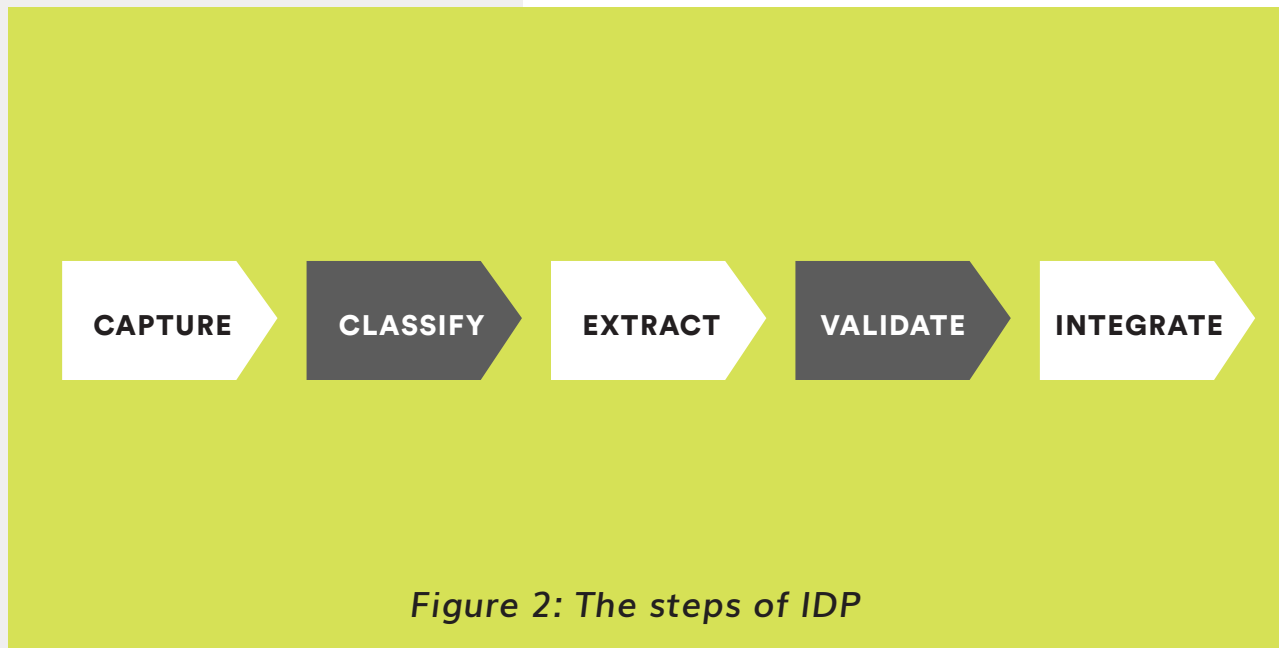 CAPTURE
CLASSIFY
EXTRACT
VALIDATE
INTEGRATE
Figure 2: The steps of IDP